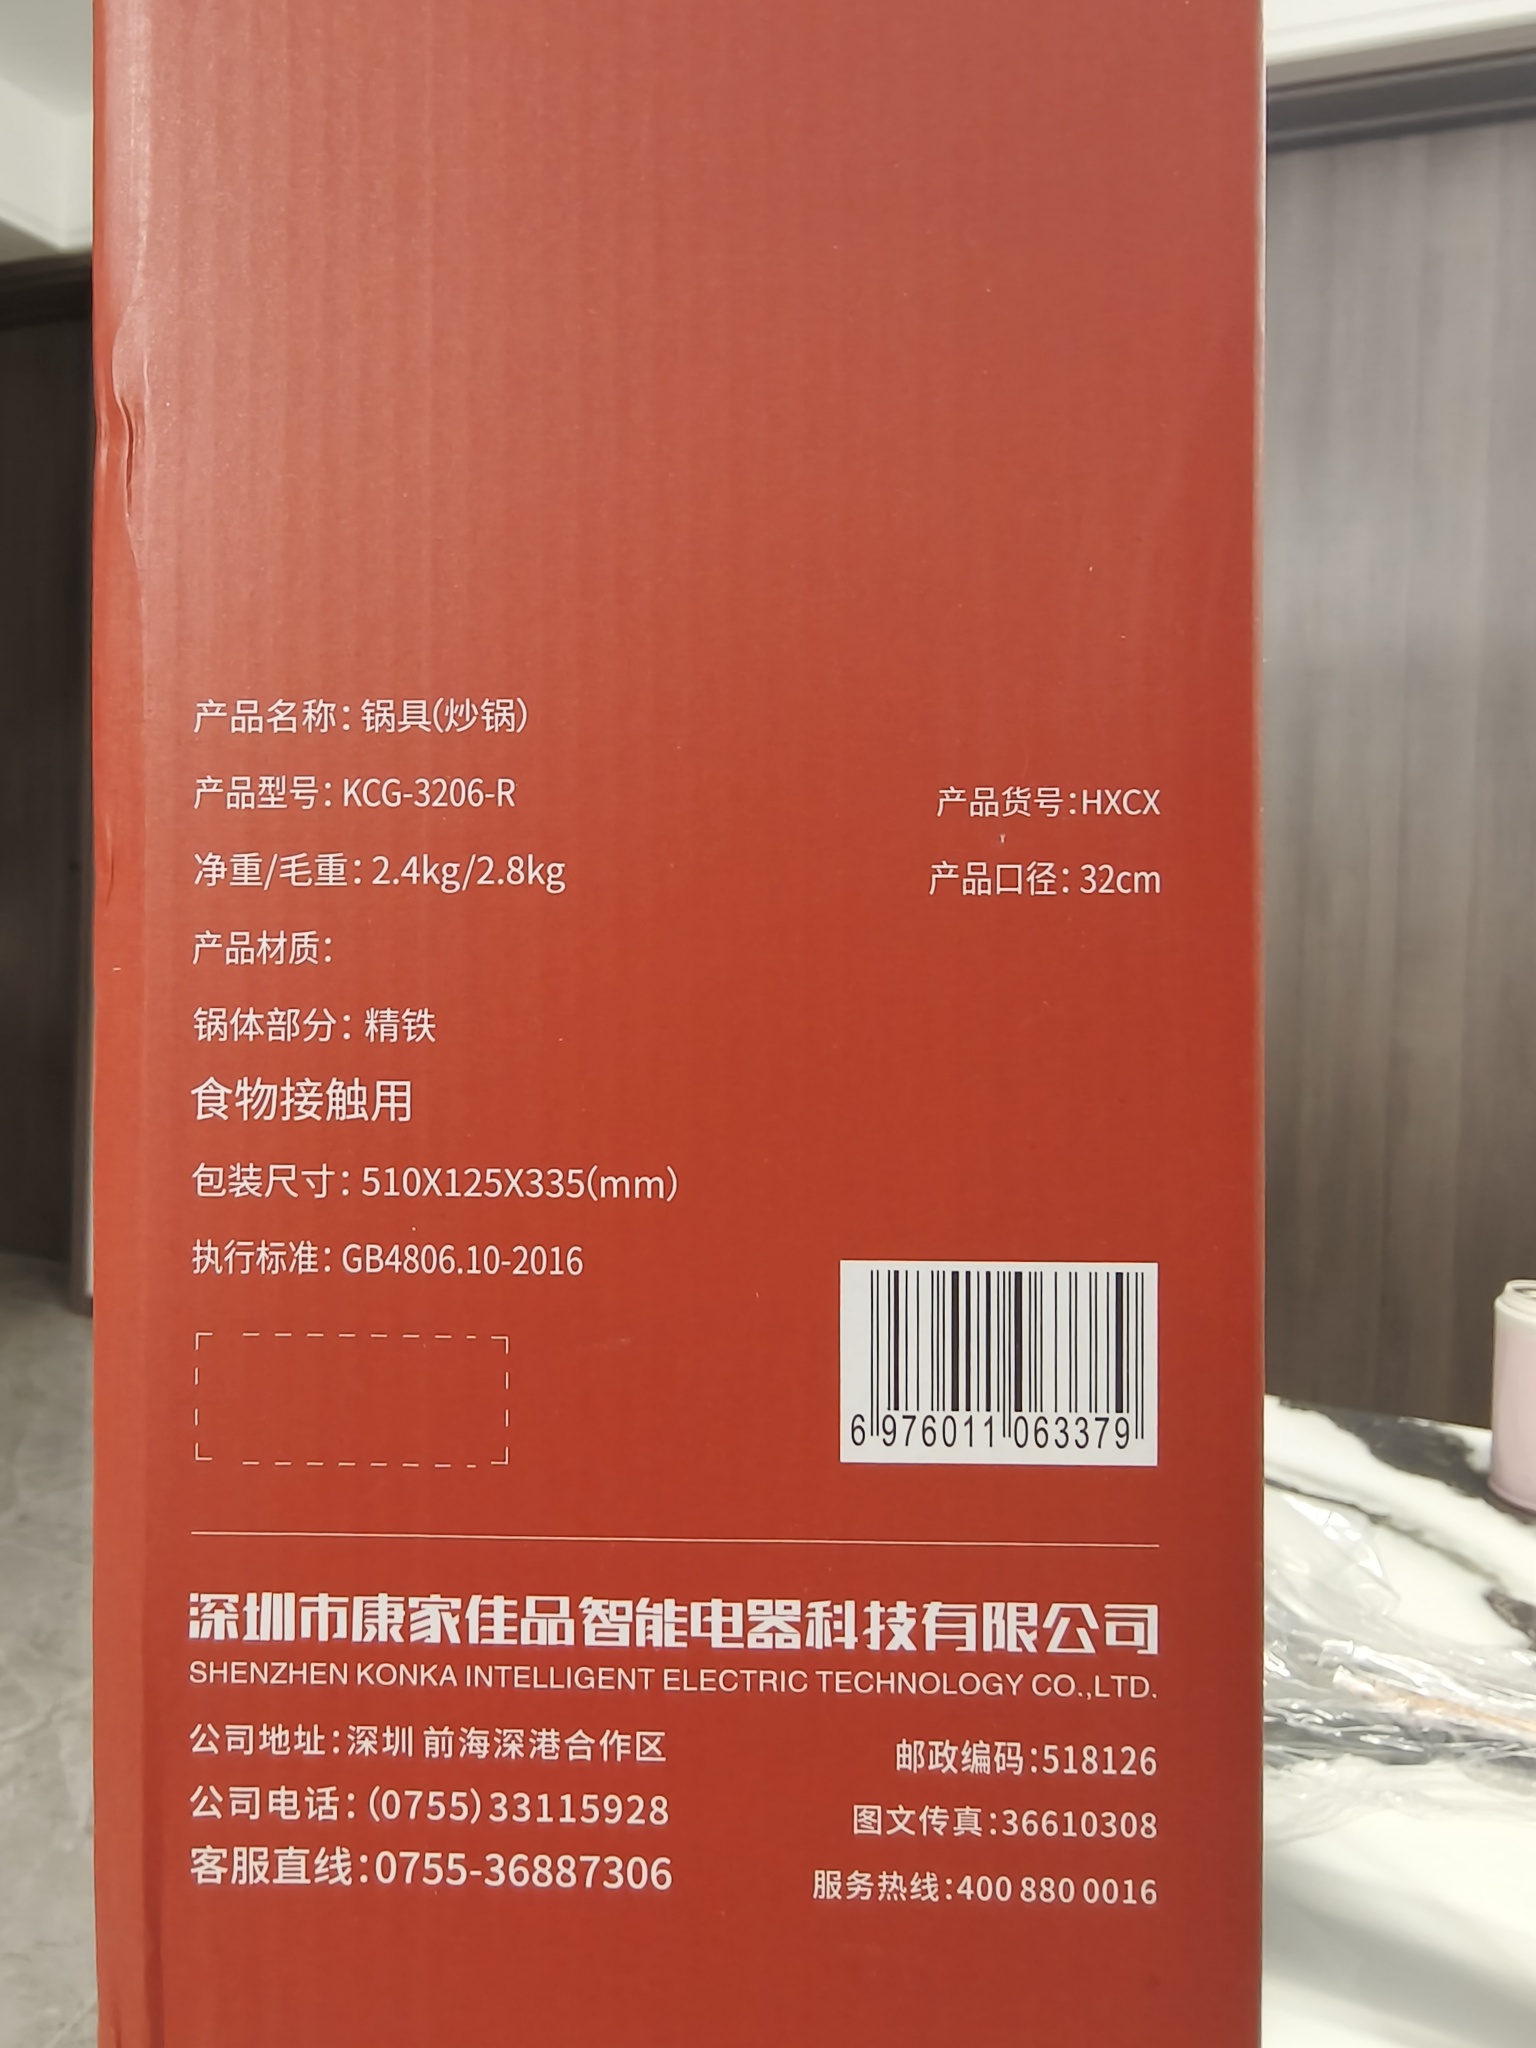 产品名称：锅具(炒锅)
产品型号：KCG-3206-R
产品货号：HXCX
净重/毛重：2.4kg/2.8kg
产品口径：32cm
产品材质：
锅体部分：精铁
食物接触用
包装尺寸：510X125X335(mm)
执行标准：GB4806.10-2016
6 976011 063379
深圳市康家佳品智能电器科技有限公司
SHENZHEN KONKA INTELLIGENT ELECTRIC TECHNOLOGY CO.,LTD.
公司地址：深圳 前海深港合作区
邮政编码：518126
公司电话：(0755)33115928
图文传真：36610308
客服直线：0755-36887306
服务热线：400 880 0016